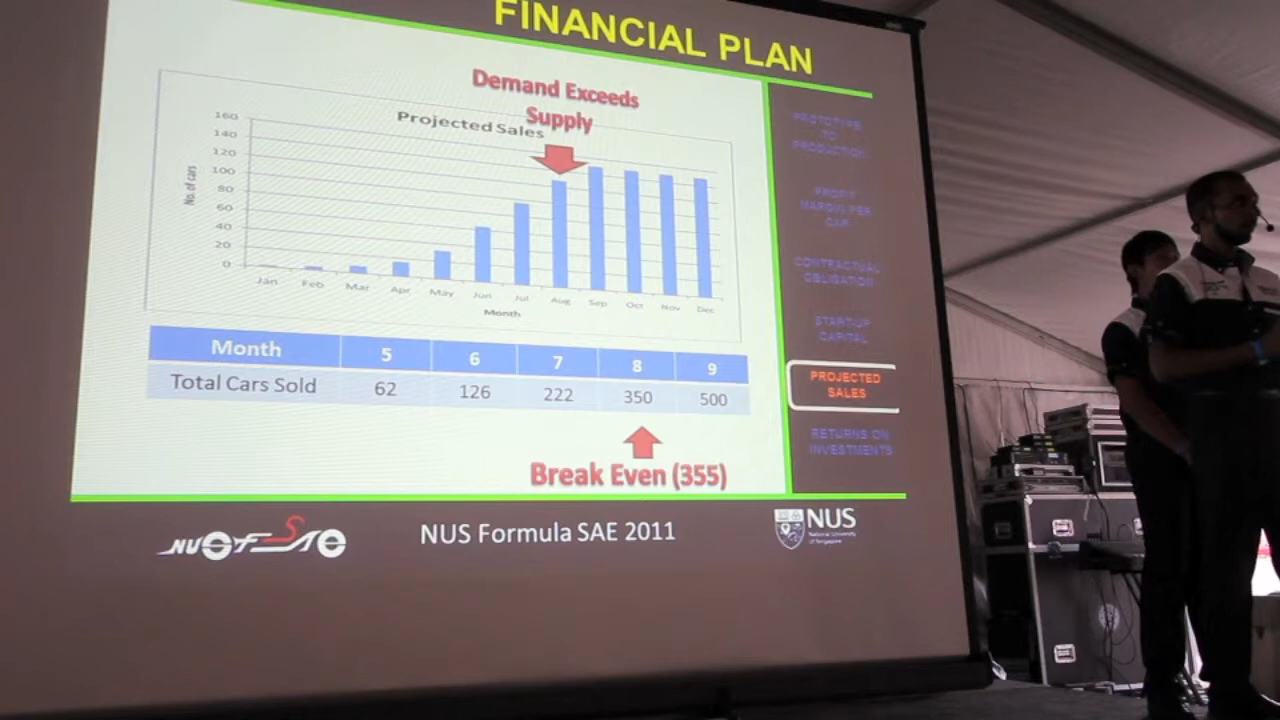 FINANCIAL PLAN
Demand Exceeds
Supply
Projected Sales
160
140
120
100
80
60
40
20
0
No. of cars
Jan Feb Mar Apr May Jun Jul Aug Sep Oct Nov Dec
Month
Month 5 6 7 8 9
Total Cars Sold 62 126 222 350 500
Break Even (355)
PROTOTYPE
TO
PRODUCTION
PROFIT
MARGIN PER
CAR
CONTRACTUAL
OBLIGATION
START-UP
CAPITAL
PROJECTED
SALES
RETURNS ON
INVESTMENTS
NUS Formula SAE 2011
NUS
National University
of Singapore